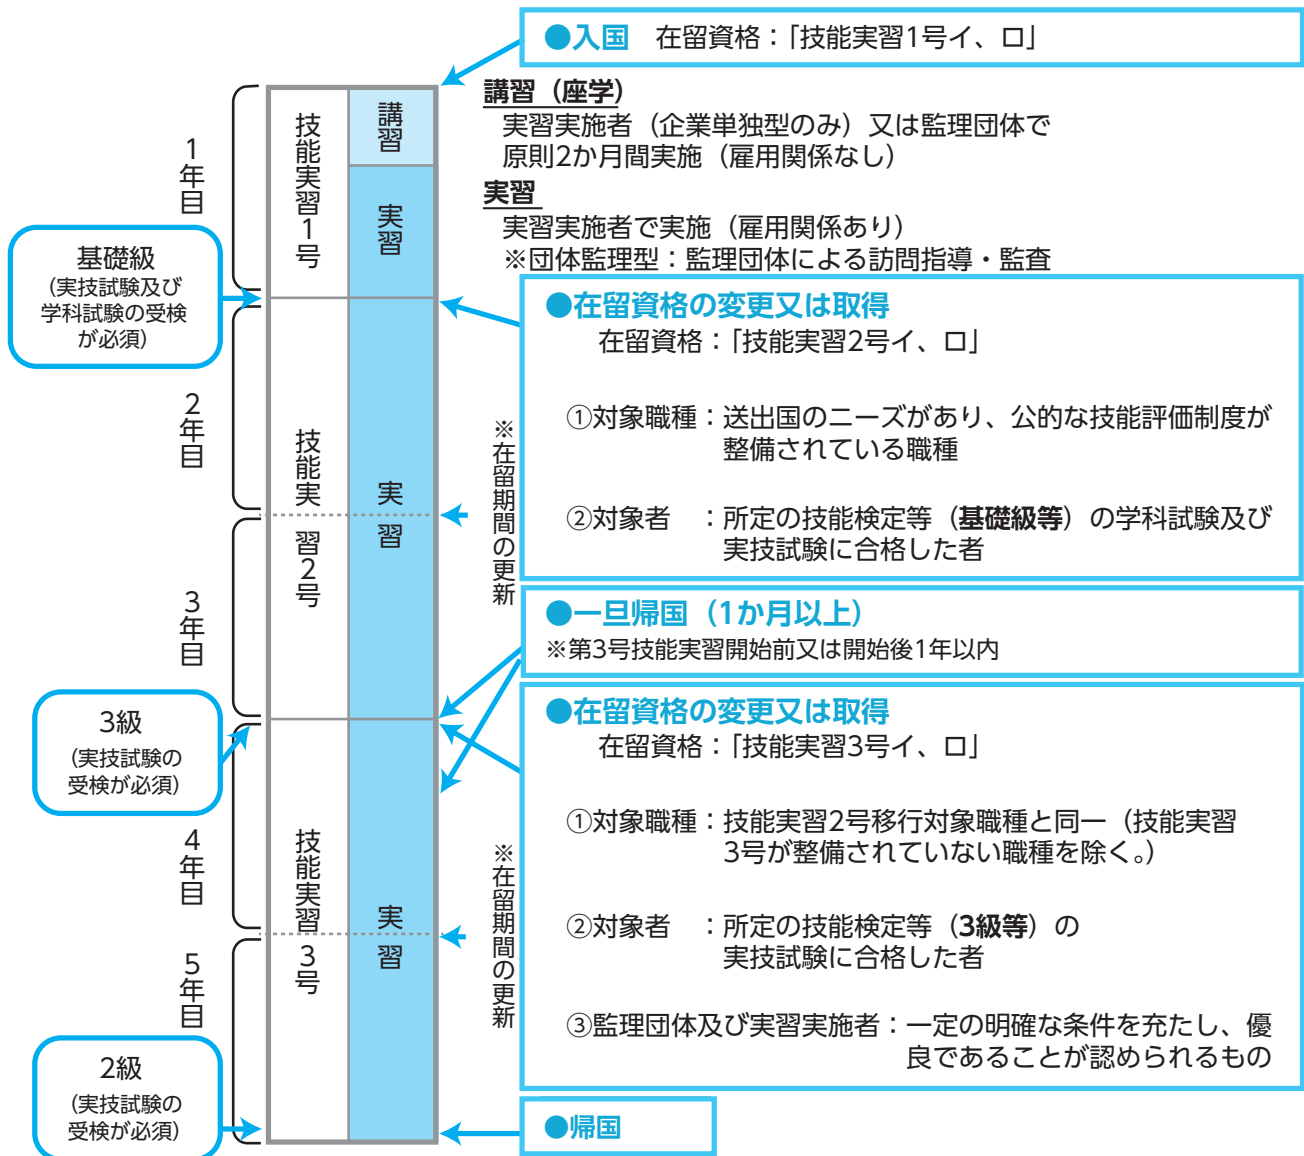 ●入国 在留資格：「技能実習1号イ、ロ」
講習（座学）
実習実施者（企業単独型のみ）又は監理団体で
原則2か月間実施（雇用関係なし）
実習
実習実施者で実施（雇用関係あり）
※団体監理型：監理団体による訪問指導・監査
1年目
技能実習1号
講習
実習
基礎級
（実技試験及び
学科試験の受検
が必須）
●在留資格の変更又は取得
在留資格：「技能実習2号イ、ロ」
①対象職種：送出国のニーズがあり、公的な技能評価制度が
整備されている職種
②対象者　：所定の技能検定等（基礎級等）の学科試験及び
実技試験に合格した者
2年目
技能実習2号
実習
※在留期間の更新
3年目
●一旦帰国（1か月以上）
※第3号技能実習開始前又は開始後1年以内
3級
（実技試験の
受検が必須）
●在留資格の変更又は取得
在留資格：「技能実習3号イ、ロ」
①対象職種：技能実習2号移行対象職種と同一（技能実習
3号が整備されていない職種を除く。）
②対象者　：所定の技能検定等（3級等）の
実技試験に合格した者
③監理団体及び実習実施者：一定の明確な条件を充たし、優
良であることが認められるもの
4年目
技能実習3号
実習
※在留期間の更新
5年目
2級
（実技試験の
受検が必須）
●帰国